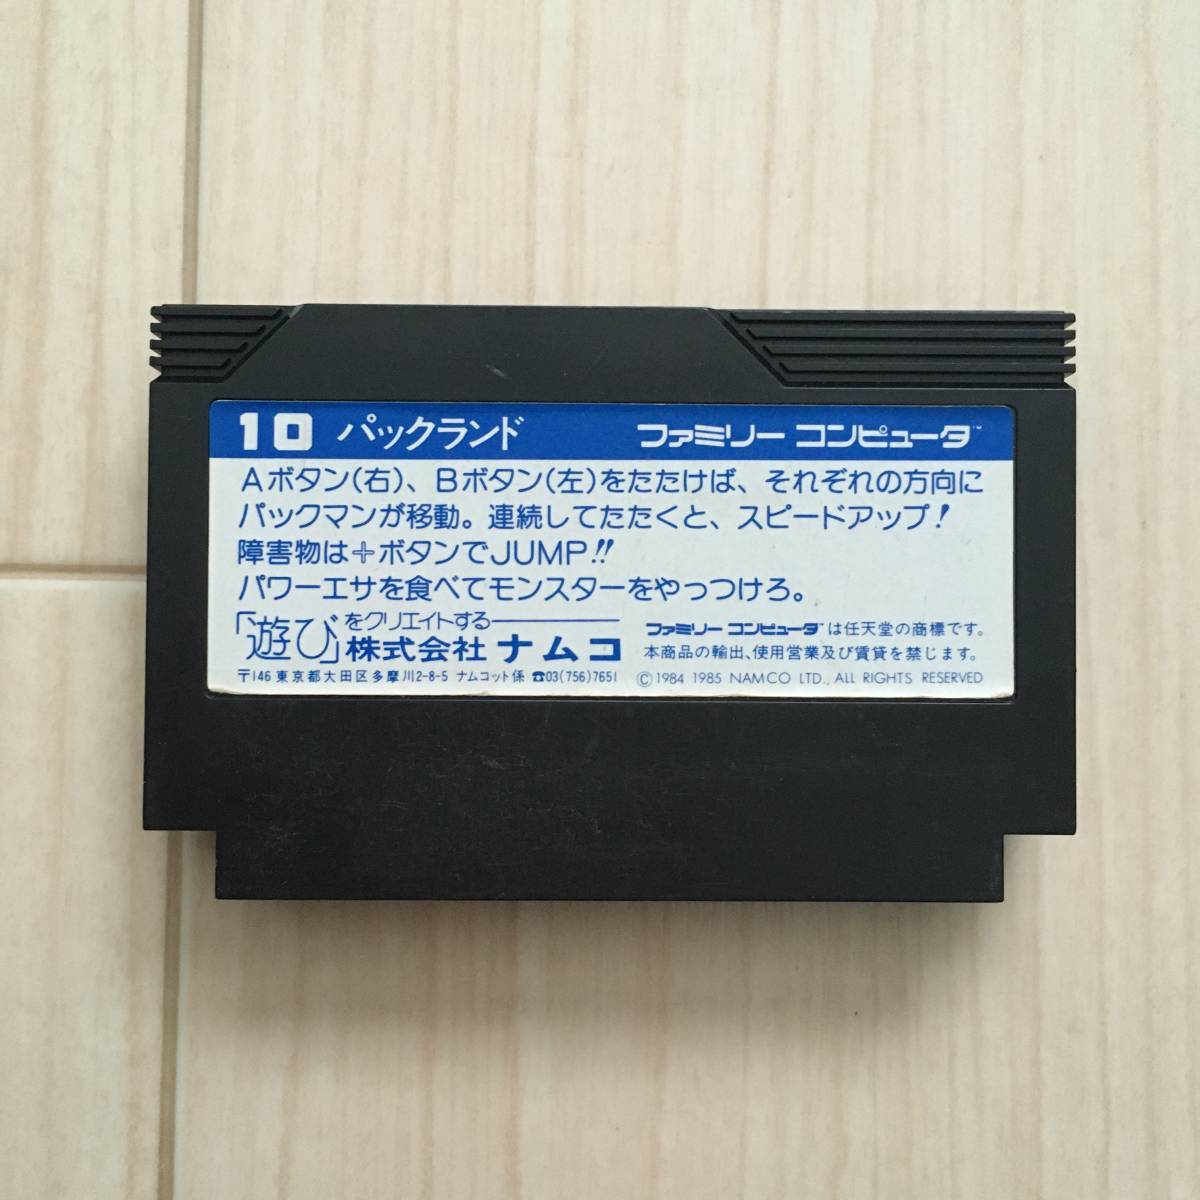 10 パックランド ファミリー コンピュータ™
Aボタン(右)、Bボタン(左)をたたけば、それぞれの方向に
パックマンが移動。連続してたたくと、スピードアップ!
障害物は+ボタンでJUMP!!
パワーエサを食べてモンスターをやっつけろ。
「遊び」をクリエイトする
株式会社 ナムコ
〒146 東京都大田区多摩川2-8-5 ナムコット係 ☎03(756)7651
ファミリー コンピュータ™は任天堂の商標です。
本商品の輸出、使用営業及び賃貸を禁じます。
©1984 1985 NAMCO LTD., ALL RIGHTS RESERVED